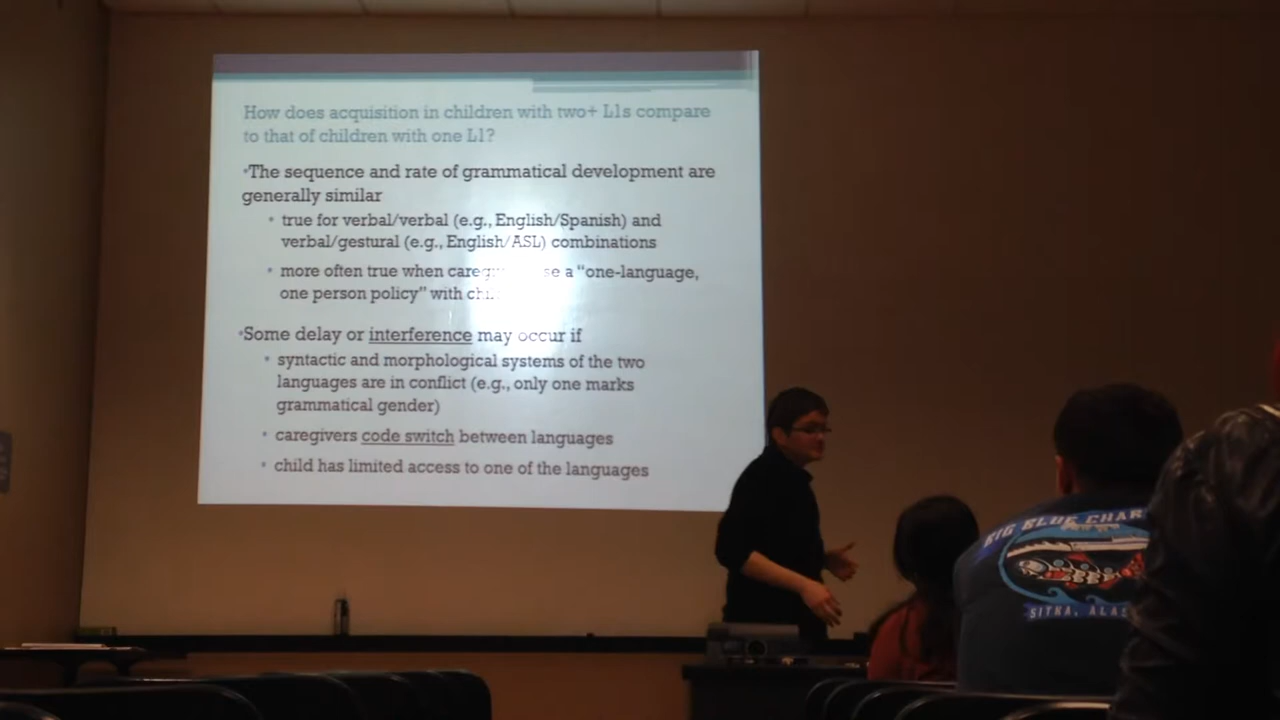 How does acquisition in children with two+ L1s compare
to that of children with one L1?
The sequence and rate of grammatical development are
generally similar
true for verbal/verbal (e.g., English/Spanish) and
verbal/gestural (e.g., English/ASL) combinations
more often true when a "one-language,
one person policy" with
Some delay or interference may occur if
syntactic and morphological systems of the two
languages are in conflict (e.g., only one marks
grammatical gender)
caregivers code switch between languages
child has limited access to one of the languages
BIG BLUE
SITKA,